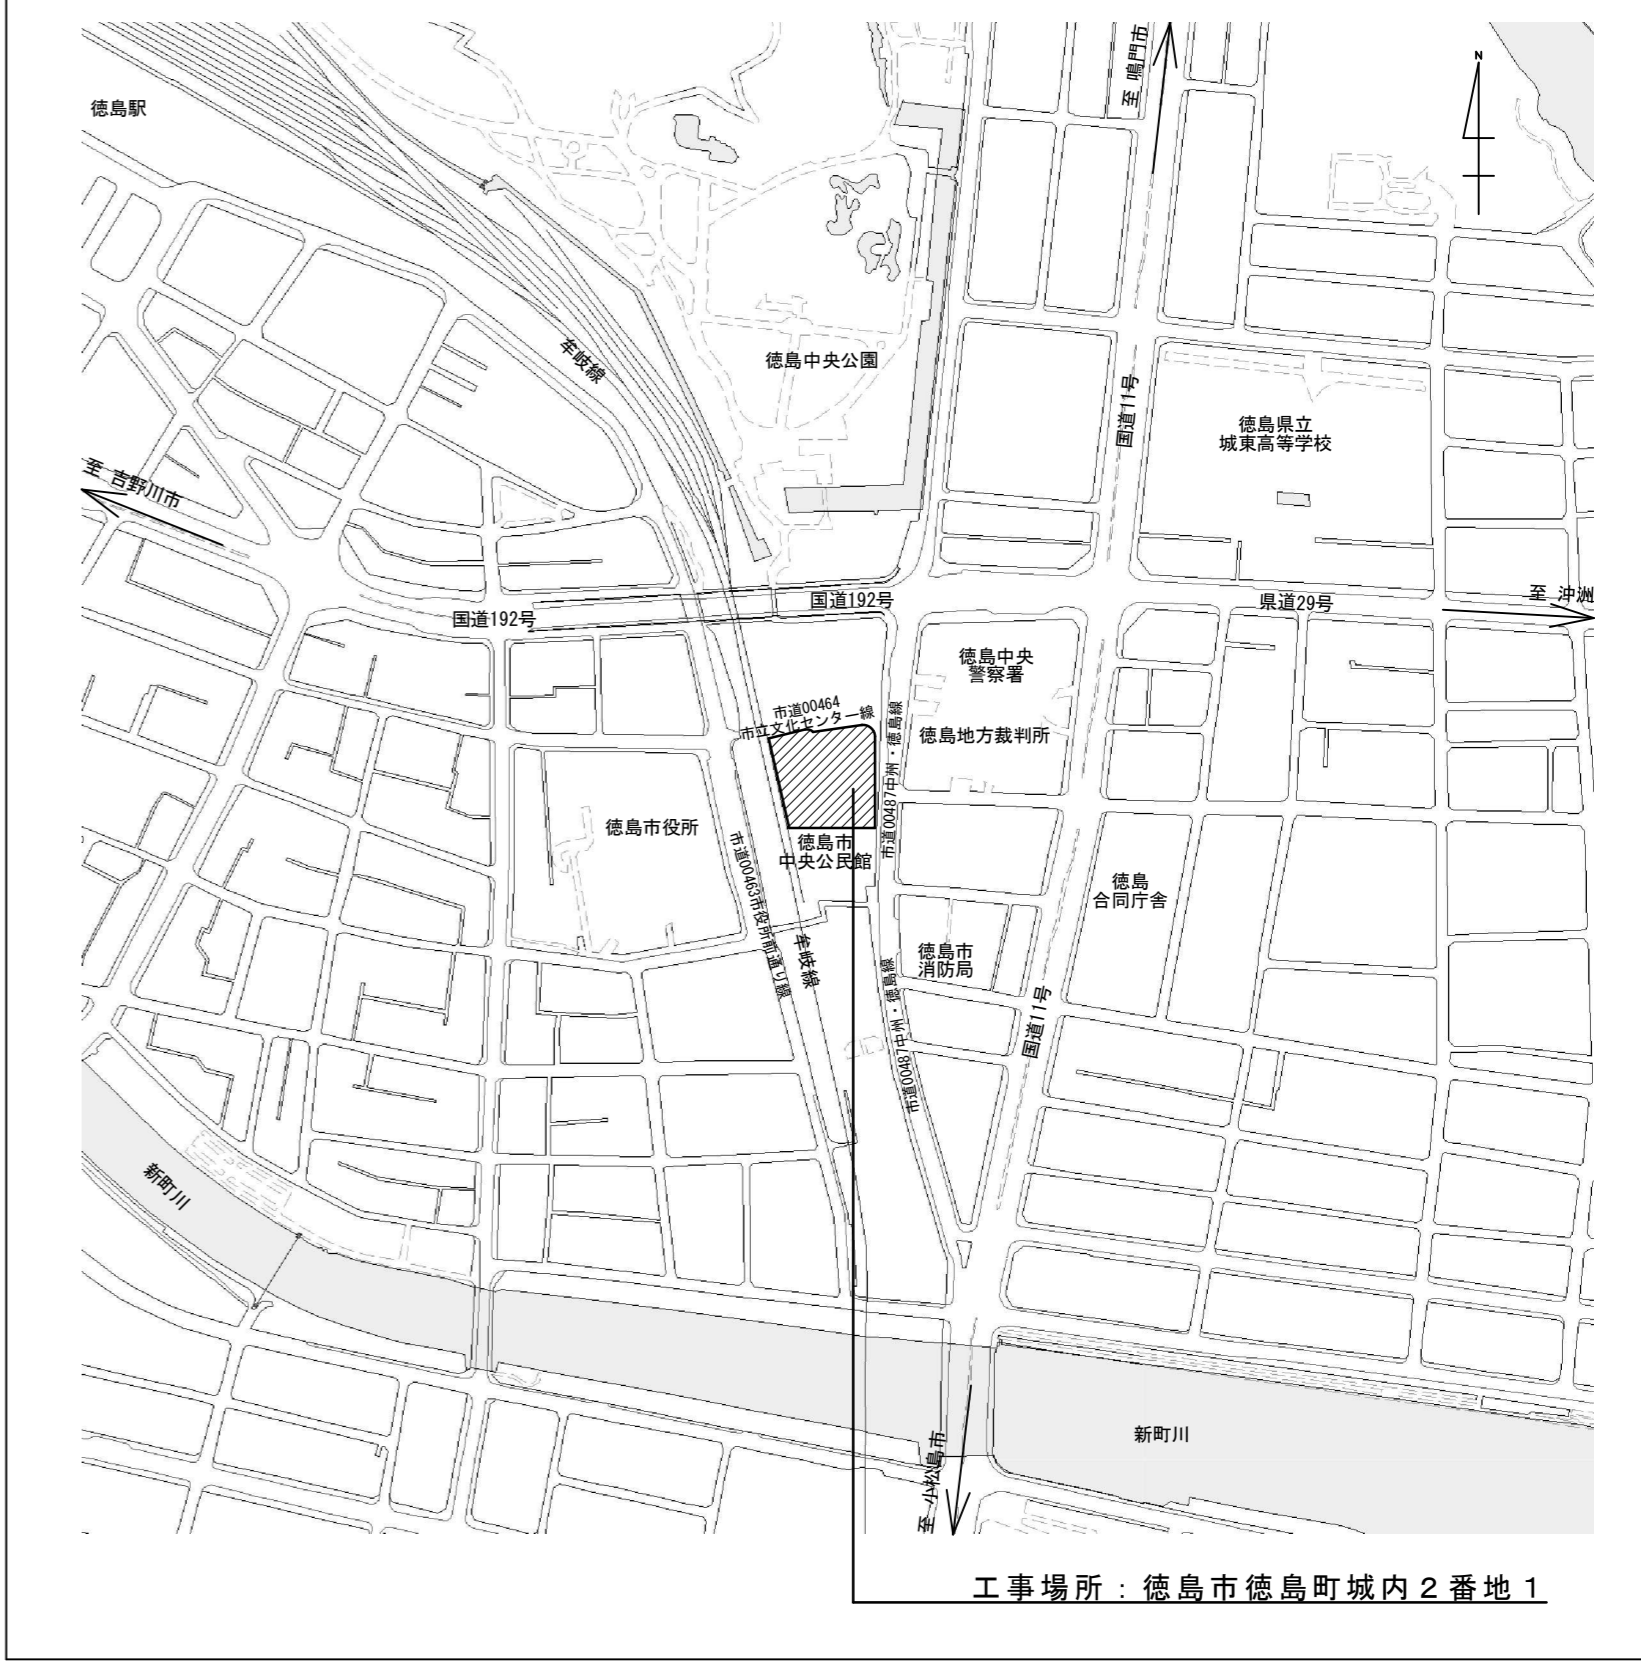 N
徳島駅
至 鳴門市
牟岐線
徳島中央公園
国道11号
徳島県立
城東高等学校
至 吉野川市
国道192号
国道192号
県道29号
至 沖洲
徳島中央
警察署
市道00464
市立文化センター線
市道00487中州・徳島線
徳島地方裁判所
徳島市役所
徳島市
中央公民館
市道00463市役所前通り線
徳島
合同庁舎
牟岐線
徳島市
消防局
市道00487中州・徳島線
国道11号
新町川
新町川
至 小松島市
工事場所：徳島市徳島町城内２番地１